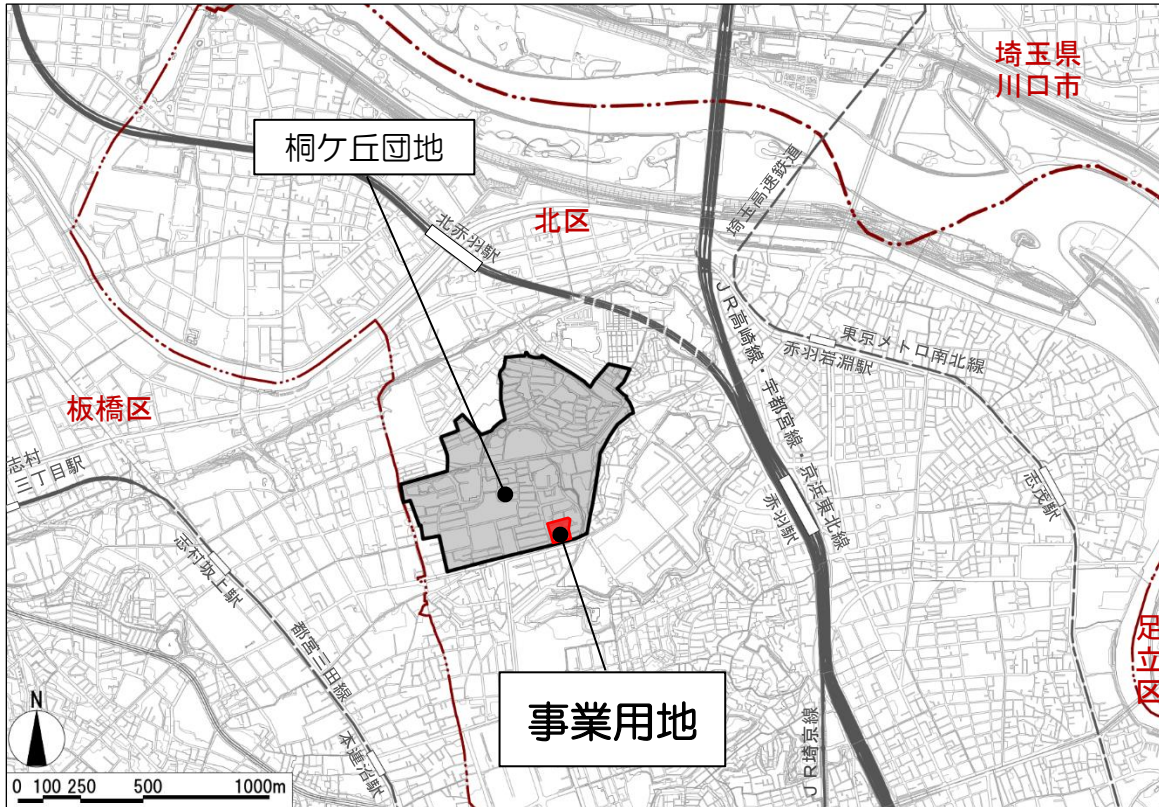 埼玉県
川口市
桐ケ丘団地
北区
北赤羽駅
埼玉高速鉄道
JR高崎線・宇都宮線・京浜東北線
東京メトロ南北線
赤羽岩淵駅
板橋区
志村
三丁目駅
志茂駅
赤羽駅
志村坂上駅
足立区
都営三田線
事業用地
本蓮沼駅
JR埼京線
N
0 100 250 500 1000m